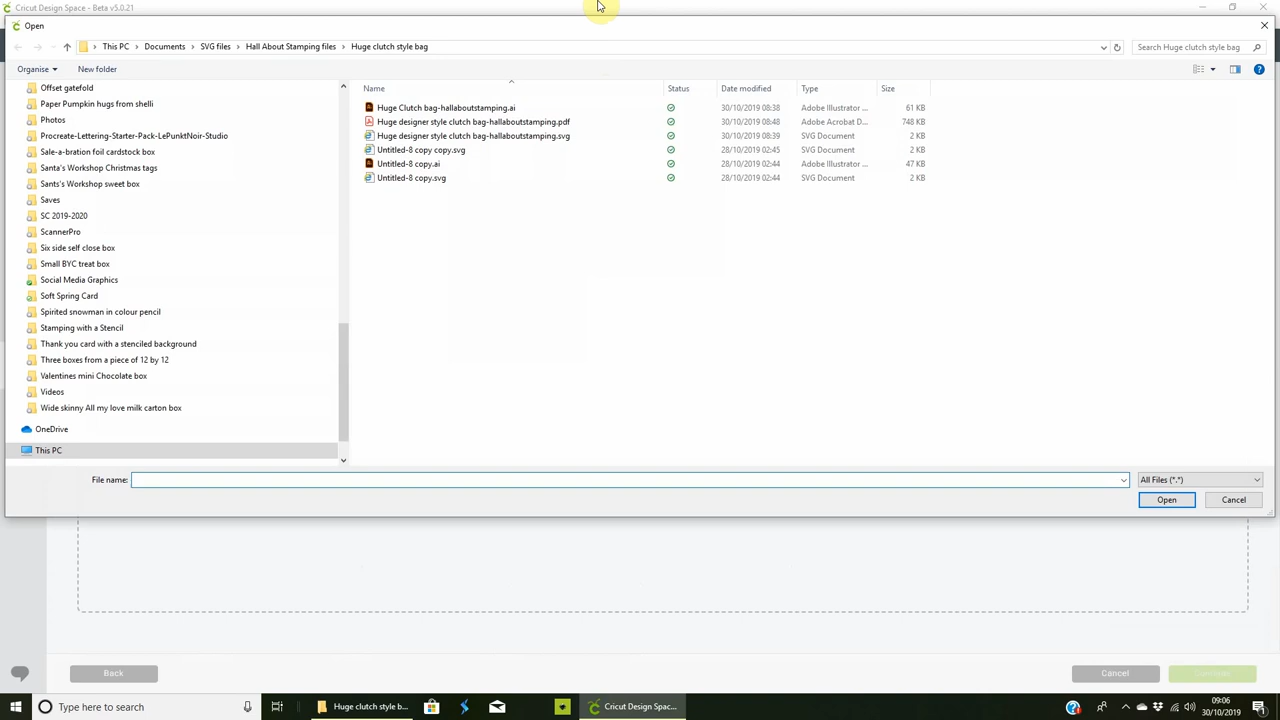 Cricut Design Space - Beta v5.0.21
Open
This PC > Documents > SVG files > Hall About Stamping files > Huge clutch style bag
Search Huge clutch style bag
Organise
New folder
Name
Status
Date modified
Type
Size
Offset gatefold
Paper Pumpkin hugs from shelli
Photos
Procreate-Lettering-Starter-Pack-LePunktNoir-Studio
Sale-a-bration foil cardstock box
Santa's Workshop Christmas tags
Sants's Workshop sweet box
Saves
SC 2019-2020
ScannerPro
Six side self close box
Small BYC treat box
Social Media Graphics
Soft Spring Card
Spirited snowman in colour pencil
Stamping with a Stencil
Thank you card with a stenciled background
Three boxes from a piece of 12 by 12
Valentines mini Chocolate box
Videos
Wide skinny All my love milk carton box
OneDrive
This PC
Huge Clutch bag-hallaboutstamping.ai 30/10/2019 08:38 Adobe Illustrator ... 61 KB
Huge designer style clutch bag-hallaboutstamping.pdf 30/10/2019 08:48 Adobe Acrobat D... 748 KB
Huge designer style clutch bag-hallaboutstamping.svg 30/10/2019 08:39 SVG Document 2 KB
Untitled-8 copy copy.svg 28/10/2019 02:45 SVG Document 2 KB
Untitled-8 copy.ai 28/10/2019 02:44 Adobe Illustrator ... 47 KB
Untitled-8 copy.svg 28/10/2019 02:44 SVG Document 2 KB
File name:
All Files (*.*)
Open
Cancel
Back
Cancel
Type here to search
Huge clutch style b...
Cricut Design Space...
09:06
30/10/2019